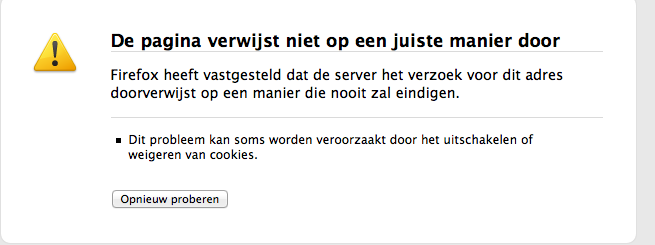 De pagina verwijst niet op een juiste manier door
Firefox heeft vastgesteld dat de server het verzoek voor dit adres
doorverwijst op een manier die nooit zal eindigen.
Dit probleem kan soms worden veroorzaakt door het uitschakelen of
weigeren van cookies.
Opnieuw proberen